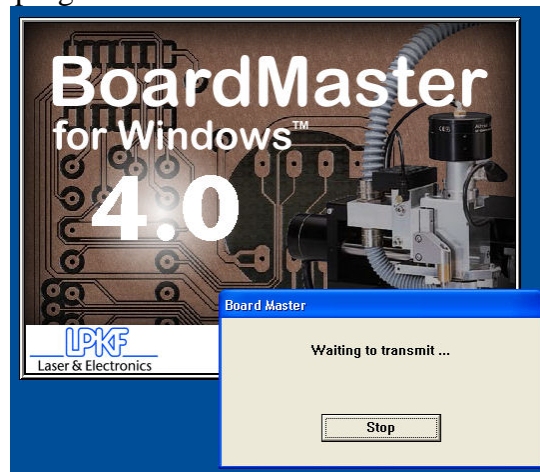 BoardMaster
for Windows™
4.0
LPKF
Laser & Electronics
Board Master
Waiting to transmit ...
Stop